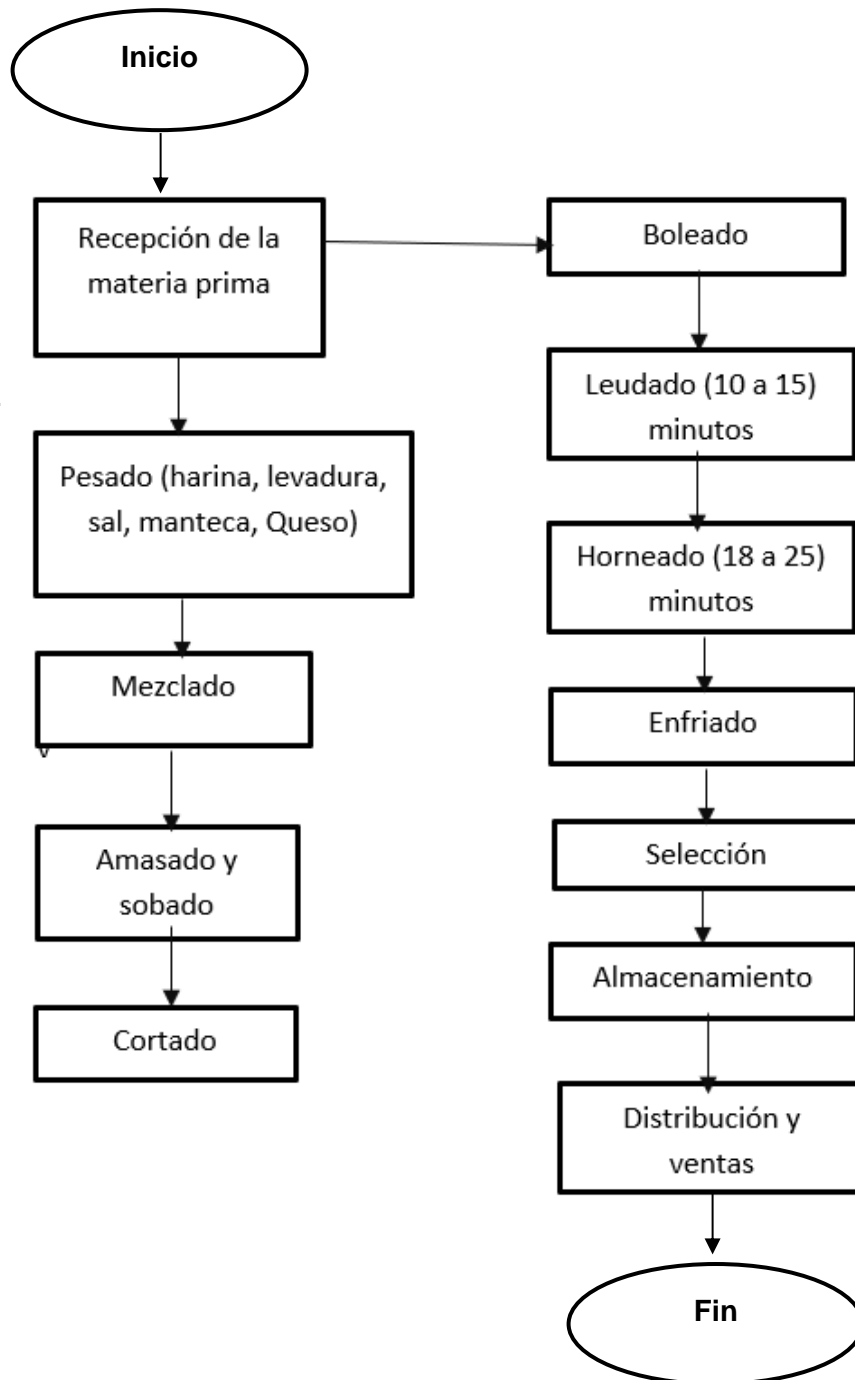 Inicio
Recepción de la
materia prima
Pesado (harina, levadura,
sal, manteca, Queso)
Mezclado
v
Amasado y
sobado
Cortado
Boleado
Leudado (10 a 15)
minutos
Horneado (18 a 25)
minutos
Enfriado
Selección
Almacenamiento
Distribución y
ventas
Fin